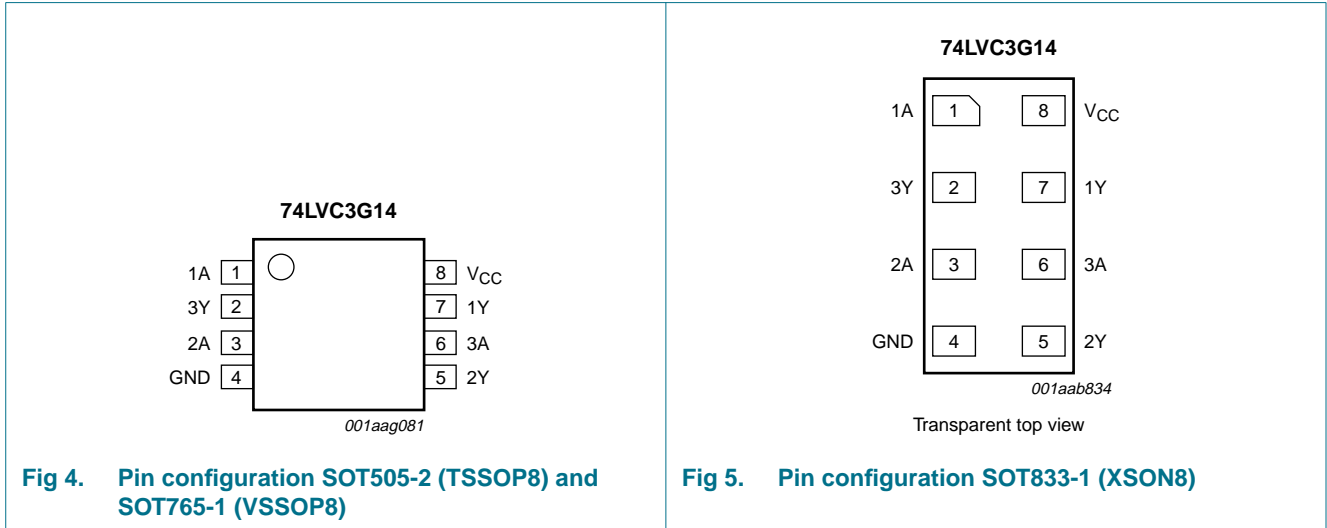 74LVC3G14
1A 1 8 VCC
3Y 2 7 1Y
2A 3 6 3A
GND 4 5 2Y
001aag081
Fig 4. Pin configuration SOT505-2 (TSSOP8) and
SOT765-1 (VSSOP8)
74LVC3G14
1A 1 8 VCC
3Y 2 7 1Y
2A 3 6 3A
GND 4 5 2Y
001aab834
Transparent top view
Fig 5. Pin configuration SOT833-1 (XSON8)